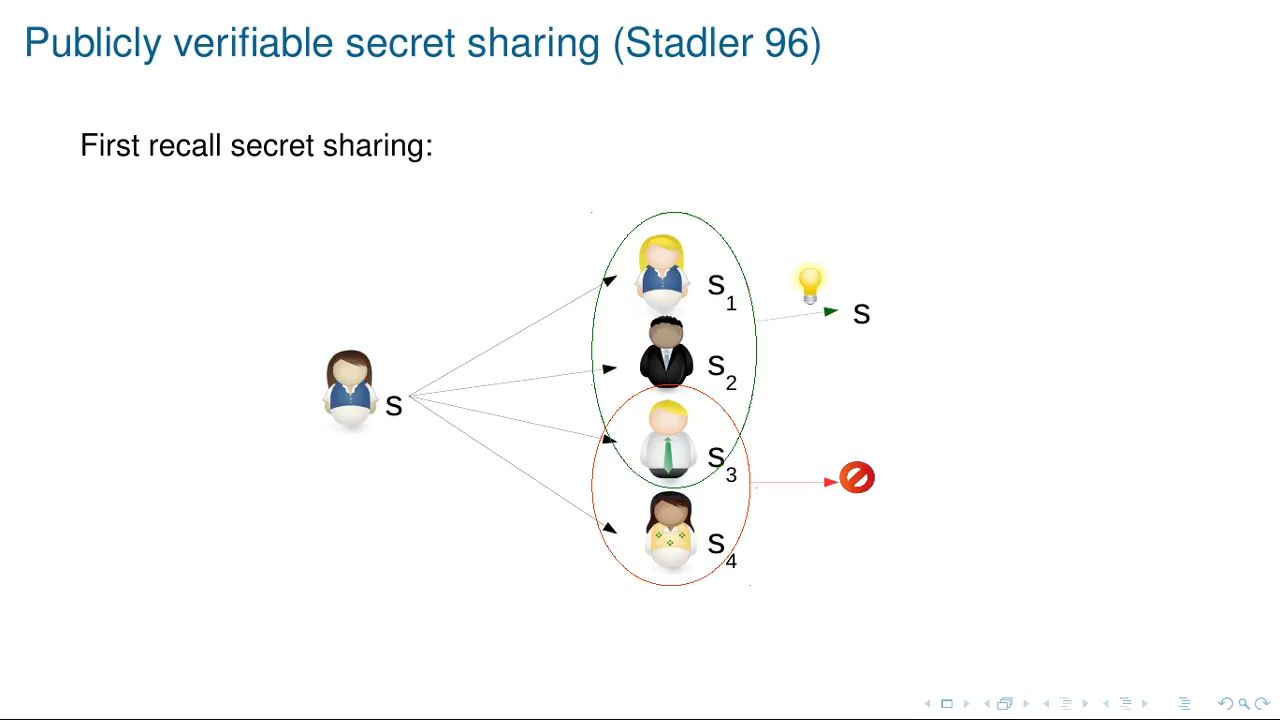 Publicly verifiable secret sharing (Stadler 96)
First recall secret sharing:
s
s1
s2
s3
s4
s